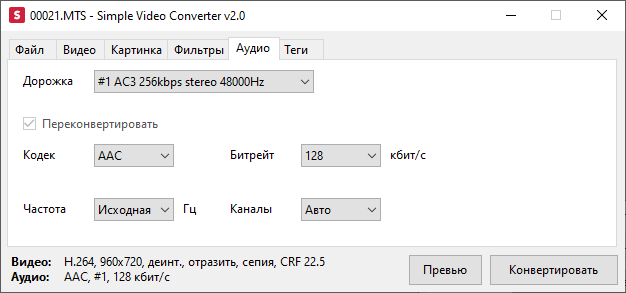 S 00021.MTS - Simple Video Converter v2.0
Файл Видео Картинка Фильтры Аудио Теги
Дорожка #1 AC3 256kbps stereo 48000Hz
Переконвертировать
Кодек AAC Битрейт 128 кбит/с
Частота Исходная Гц Каналы Авто
Видео: H.264, 960x720, деинт., отразить, сепия, CRF 22.5
Аудио: AAC, #1, 128 кбит/с
Превью Конвертировать